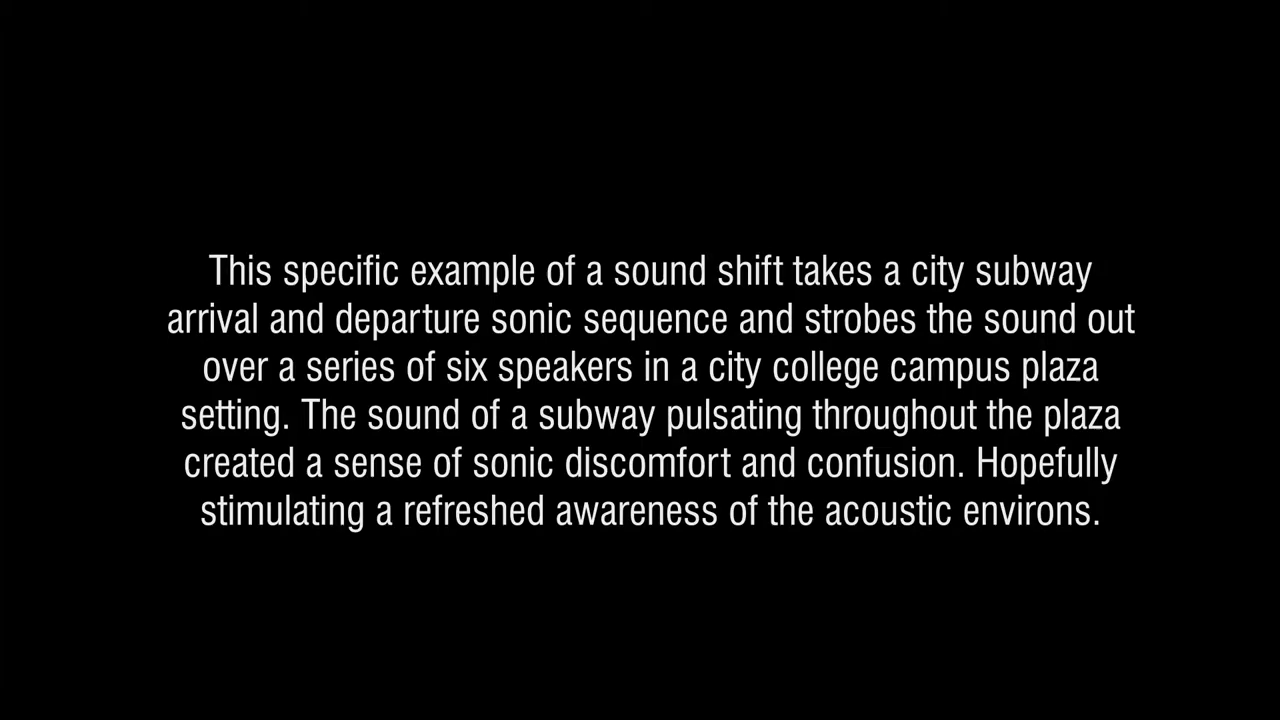 This specific example of a sound shift takes a city subway
arrival and departure sonic sequence and strobes the sound out
over a series of six speakers in a city college campus plaza
setting. The sound of a subway pulsating throughout the plaza
created a sense of sonic discomfort and confusion. Hopefully
stimulating a refreshed awareness of the acoustic environs.